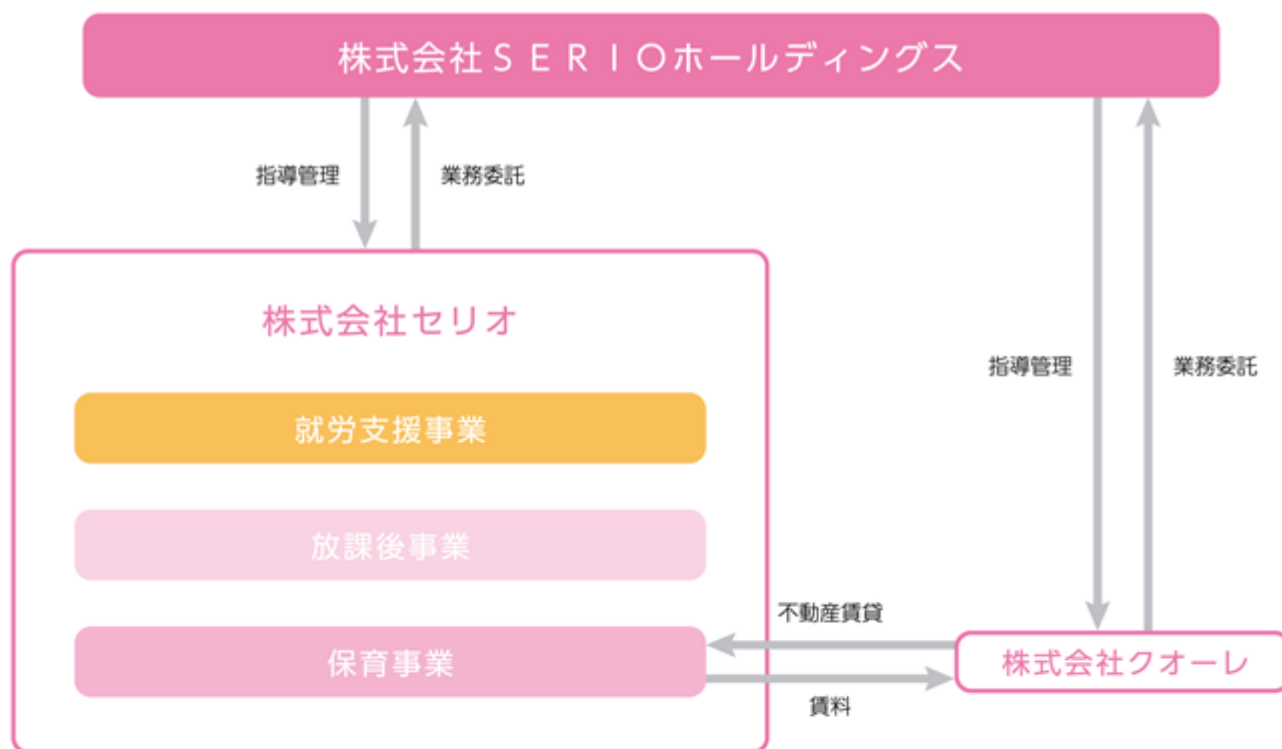 株式会社ＳＥＲＩＯホールディングス
指導管理
業務委託
株式会社セリオ
指導管理
業務委託
就労支援事業
放課後事業
不動産賃貸
保育事業
株式会社クオーレ
賃料